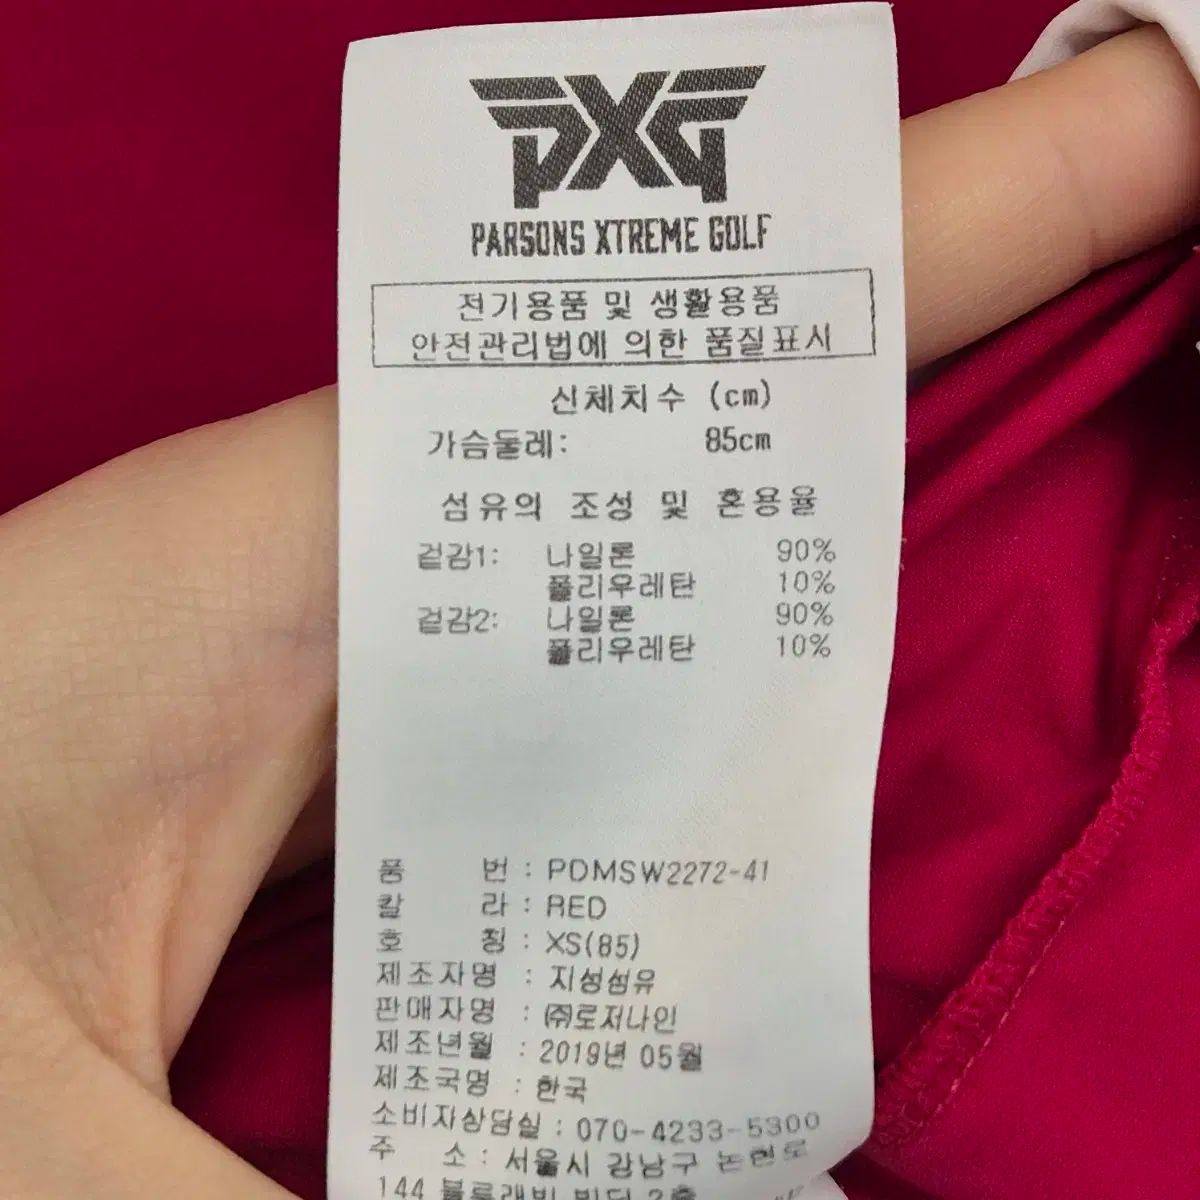 PXG
PARSONS XTREME GOLF
전기용품 및 생활용품
안전관리법에 의한 품질표시
신체치수 (cm)
가슴둘레: 85cm
섬유의 조성 및 혼용율
겉감1: 나일론 90%
폴리우레탄 10%
겉감2: 나일론 90%
폴리우레탄 10%
품 번 : PDMSW2272-41
칼 라 : RED
호 칭 : XS(85)
제조자명 : 지성섬유
판매자명 : ㈜로저나인
제조년월 : 2019년 05월
제조국명 : 한국
소비자상담실 : 070-4233-5300
주 소 : 서울시 강남구 논현로
144 빌딩 2층